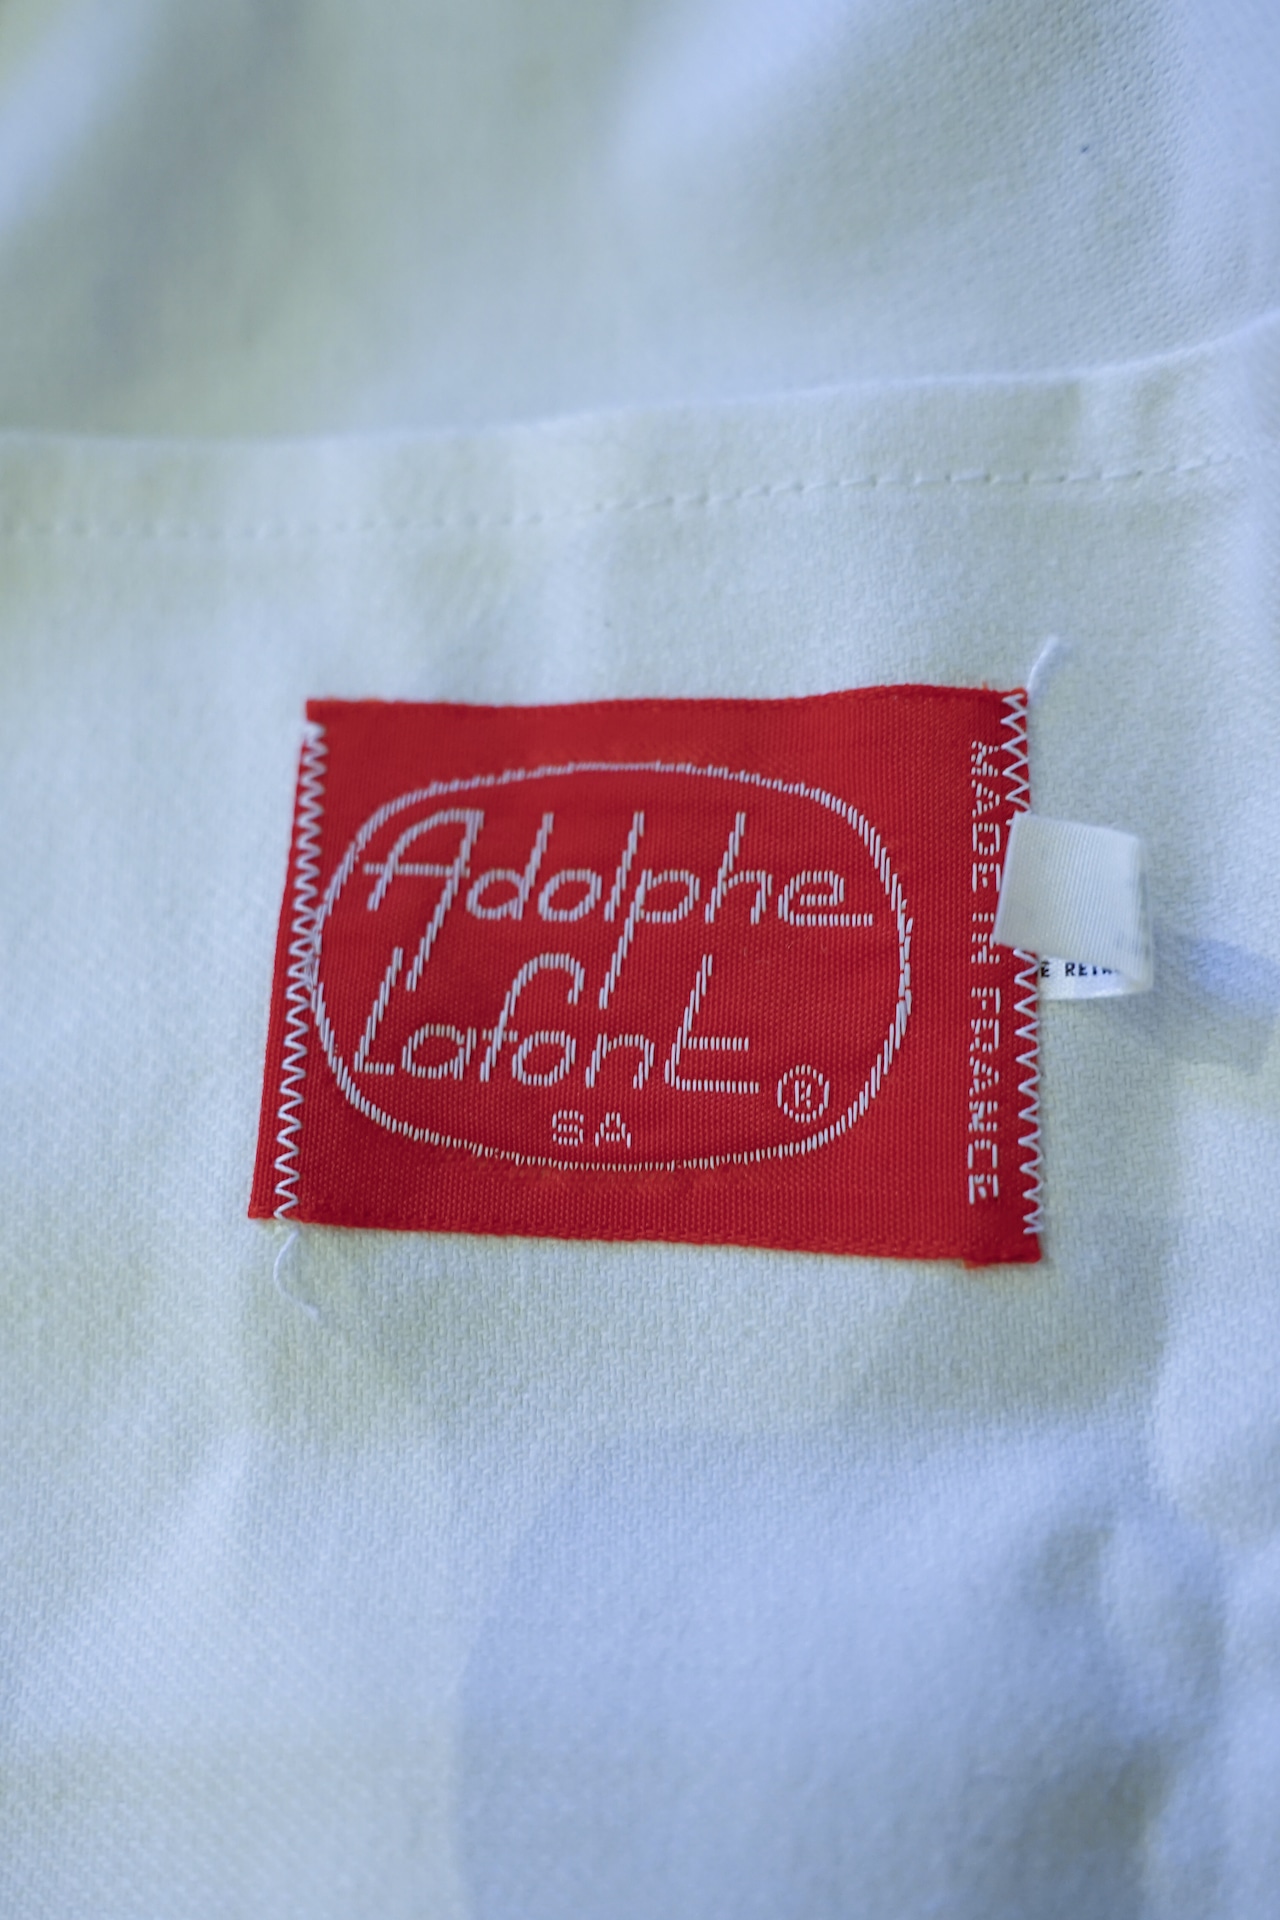 Adolphe
Lafont ®
SA
MADE IN FRANCE